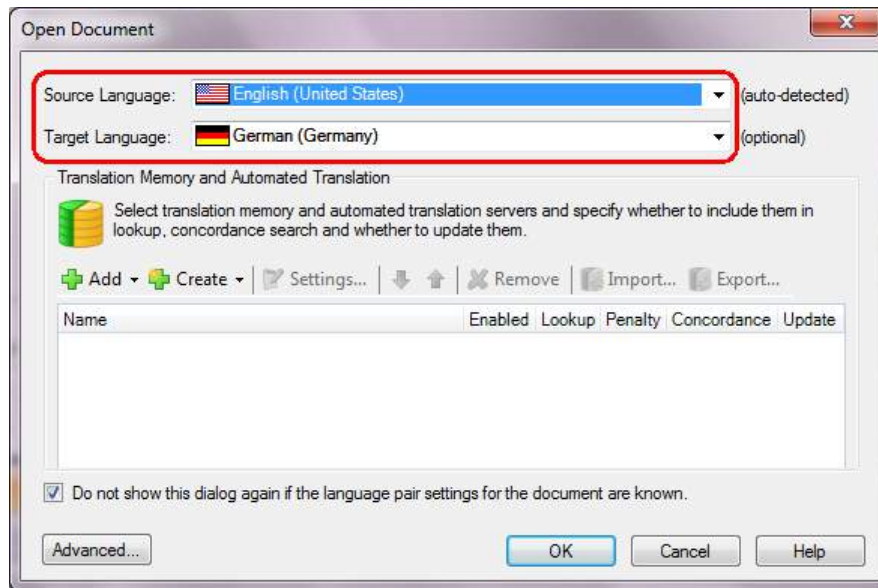 Open Document
Source Language: English (United States) (auto-detected)
Target Language: German (Germany) (optional)
Translation Memory and Automated Translation
Select translation memory and automated translation servers and specify whether to include them in
lookup, concordance search and whether to update them.
Add Create Settings... Remove Import... Export...
Name Enabled Lookup Penalty Concordance Update
Do not show this dialog again if the language pair settings for the document are known.
Advanced... OK Cancel Help